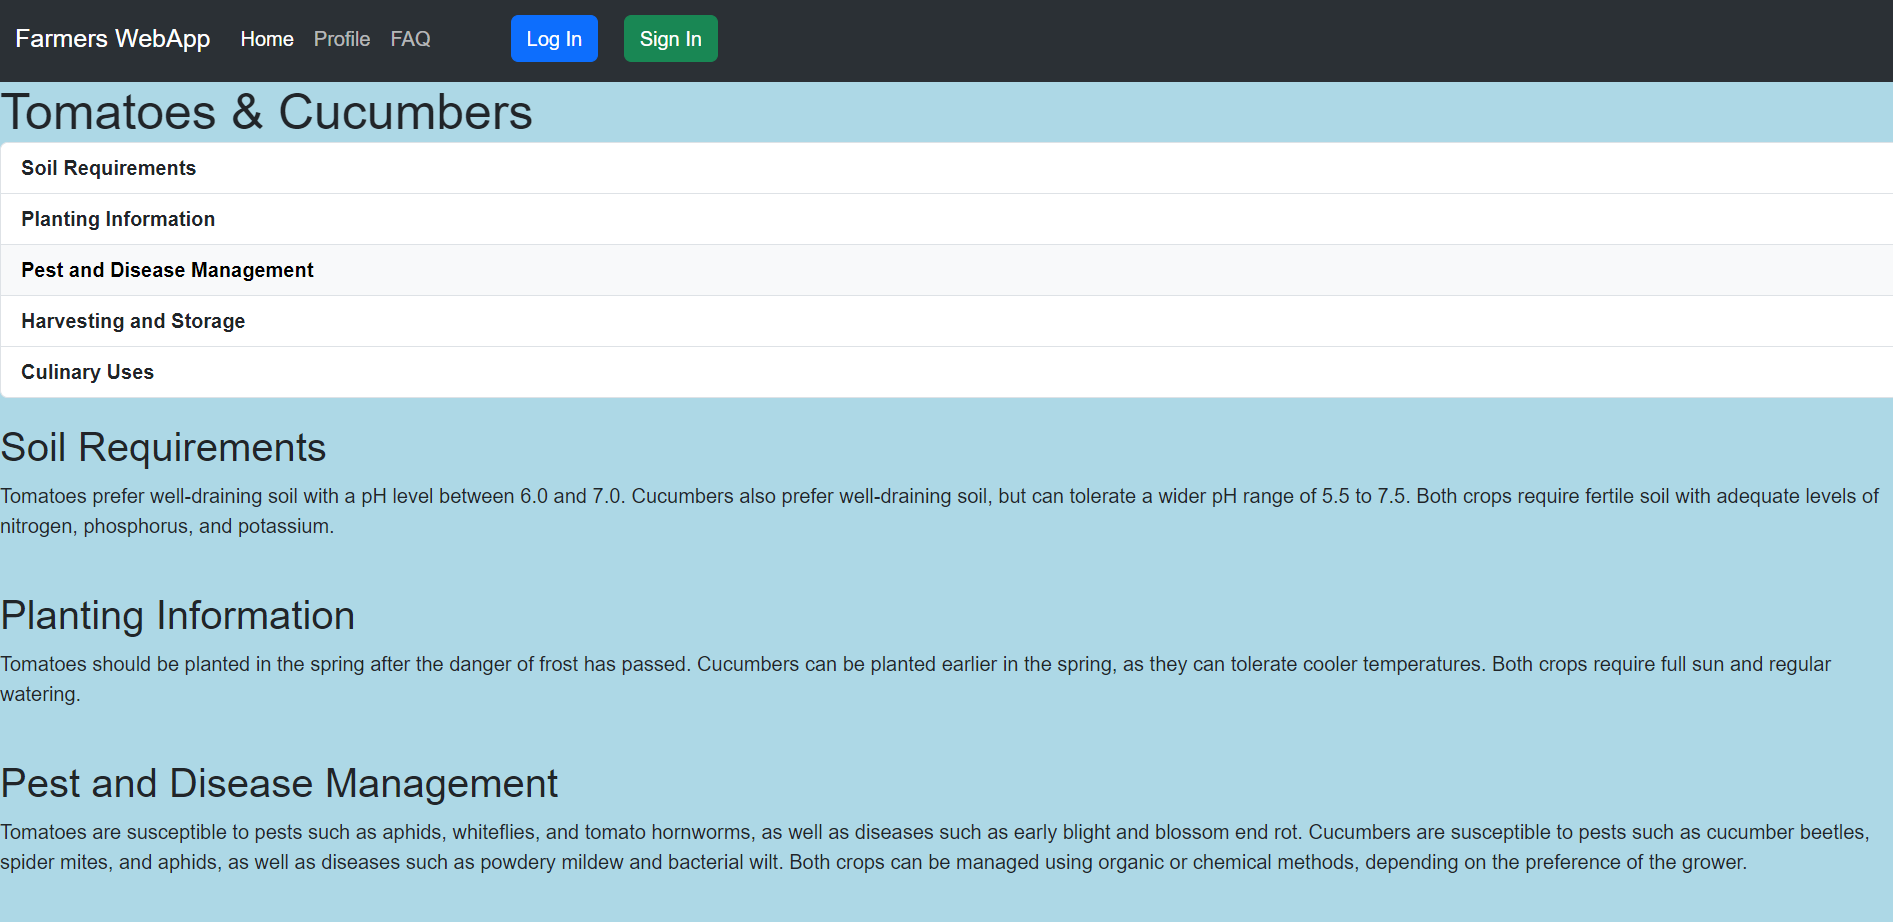 Farmers WebApp Home Profile FAQ Log In Sign In
Tomatoes & Cucumbers
Soil Requirements
Planting Information
Pest and Disease Management
Harvesting and Storage
Culinary Uses
Soil Requirements
Tomatoes prefer well-draining soil with a pH level between 6.0 and 7.0. Cucumbers also prefer well-draining soil, but can tolerate a wider pH range of 5.5 to 7.5. Both crops require fertile soil with adequate levels of
nitrogen, phosphorus, and potassium.
Planting Information
Tomatoes should be planted in the spring after the danger of frost has passed. Cucumbers can be planted earlier in the spring, as they can tolerate cooler temperatures. Both crops require full sun and regular
watering.
Pest and Disease Management
Tomatoes are susceptible to pests such as aphids, whiteflies, and tomato hornworms, as well as diseases such as early blight and blossom end rot. Cucumbers are susceptible to pests such as cucumber beetles,
spider mites, and aphids, as well as diseases such as powdery mildew and bacterial wilt. Both crops can be managed using organic or chemical methods, depending on the preference of the grower.